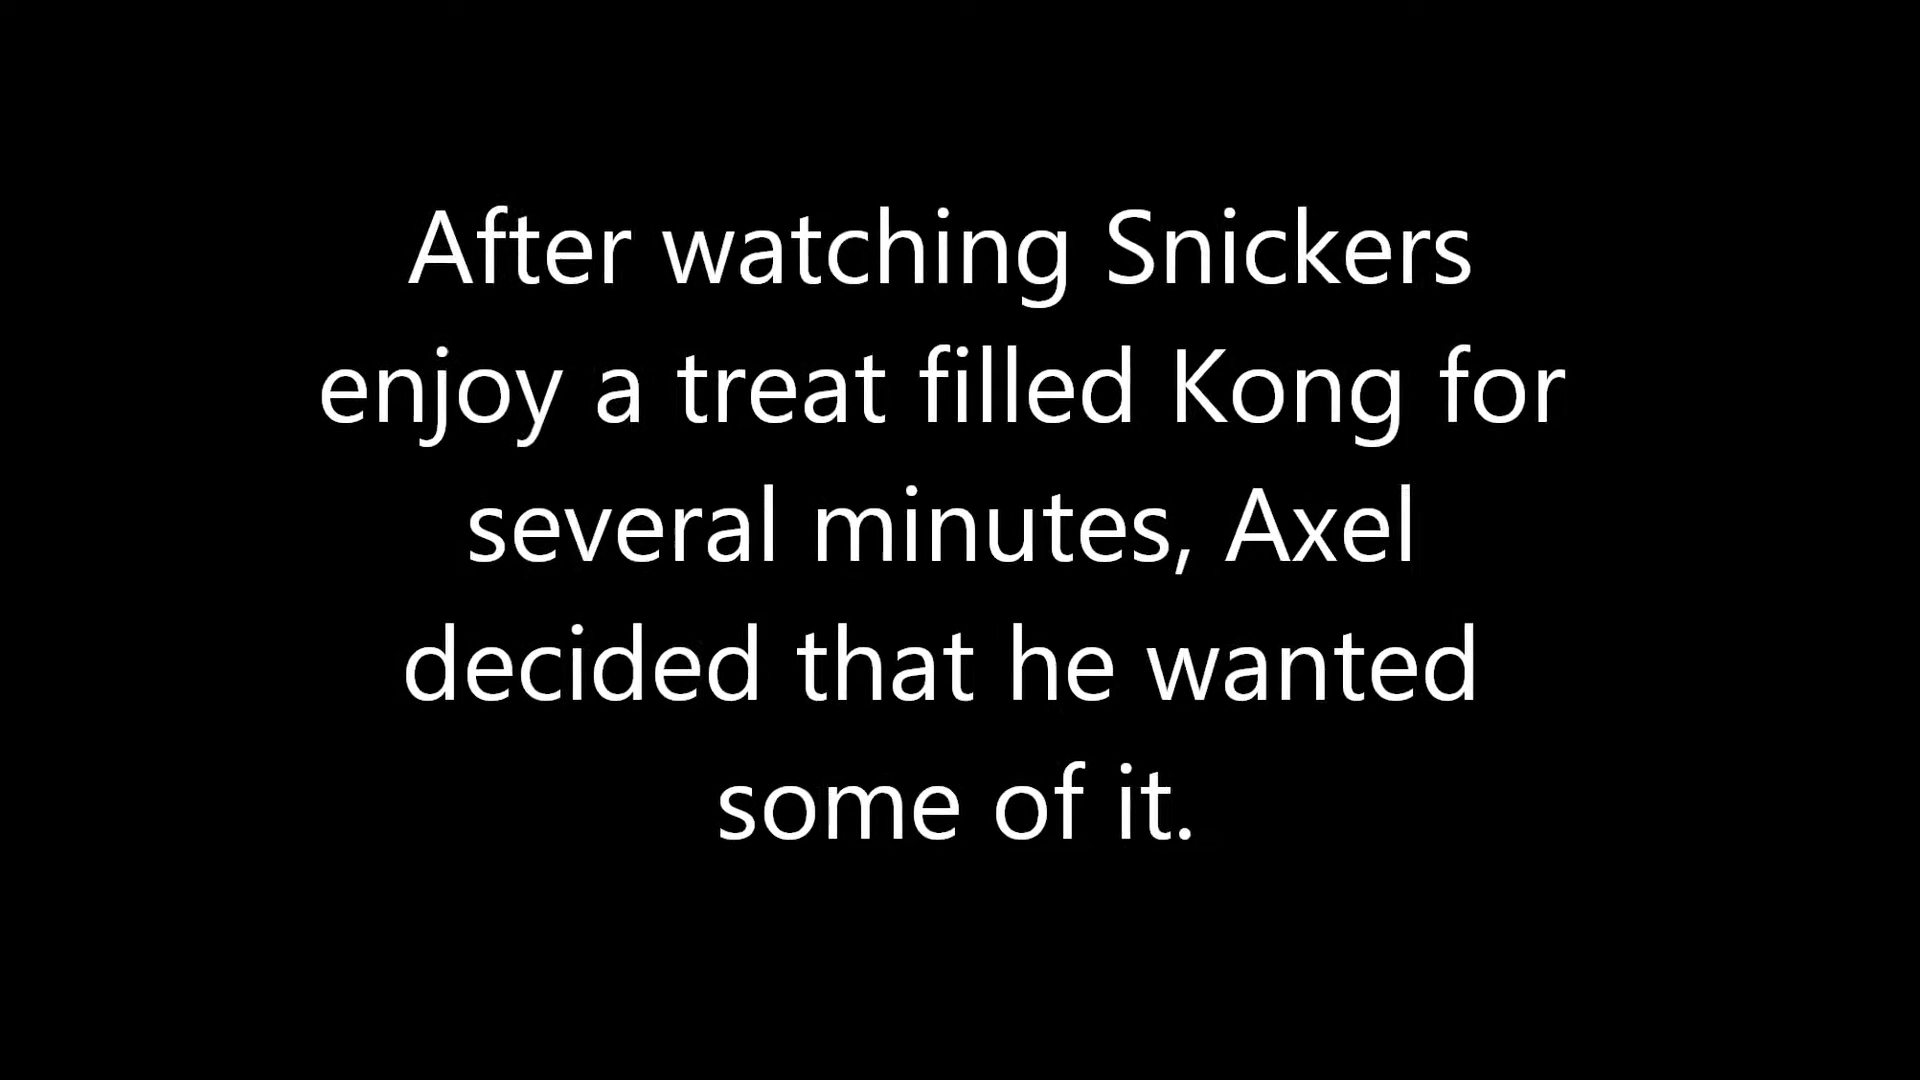 After watching Snickers
enjoy a treat filled Kong for
several minutes, Axel
decided that he wanted
some of it.